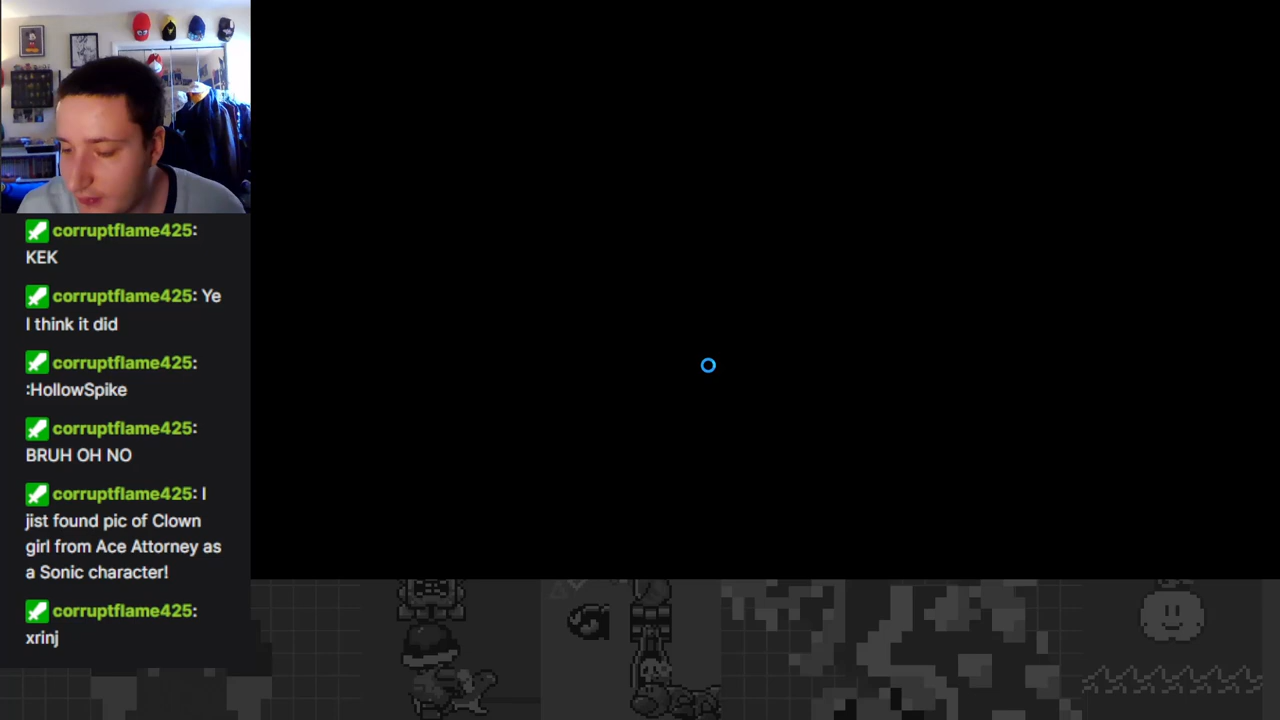 corruptflame425:
KEK
corruptflame425: Ye
I think it did
corruptflame425:
:HollowSpike
corruptflame425:
BRUH OH NO
corruptflame425: I
jist found pic of Clown
girl from Ace Attorney as
a Sonic character!
corruptflame425:
xrinj